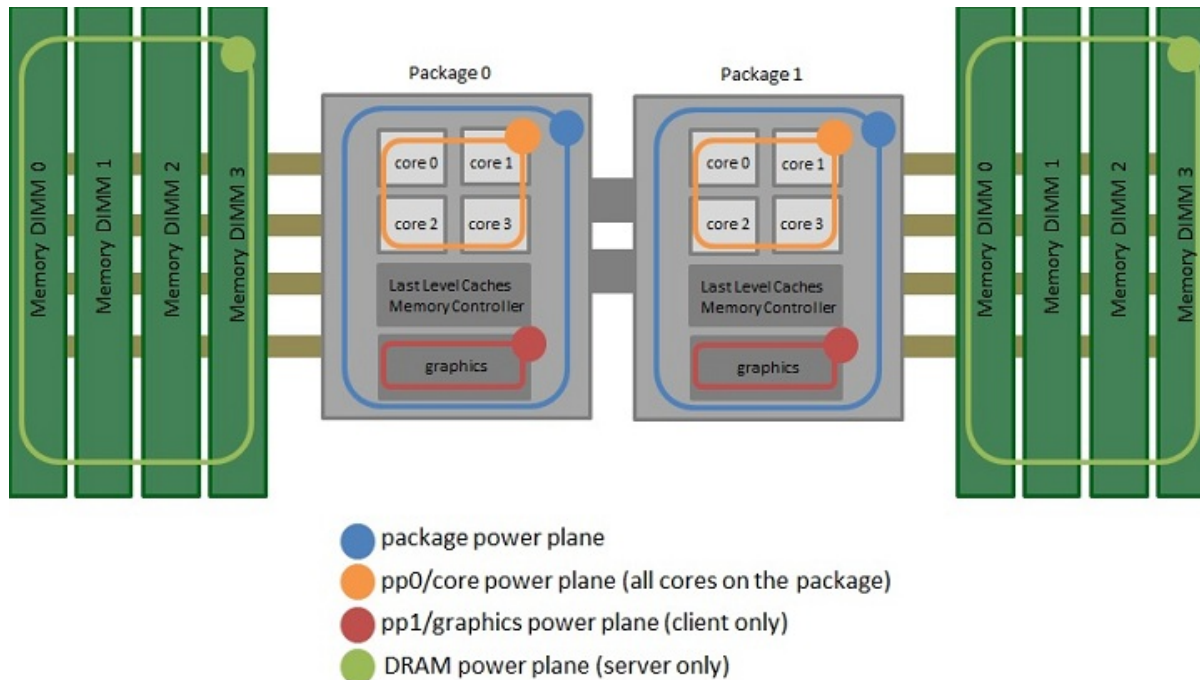 Package 0
Package 1
Memory DIMM 0
Memory DIMM 1
Memory DIMM 2
Memory DIMM 3
core 0
core 1
core 2
core 3
Last Level Caches
Memory Controller
graphics
core 0
core 1
core 2
core 3
Last Level Caches
Memory Controller
graphics
Memory DIMM 0
Memory DIMM 1
Memory DIMM 2
Memory DIMM 3
package power plane
pp0/core power plane (all cores on the package)
pp1/graphics power plane (client only)
DRAM power plane (server only)